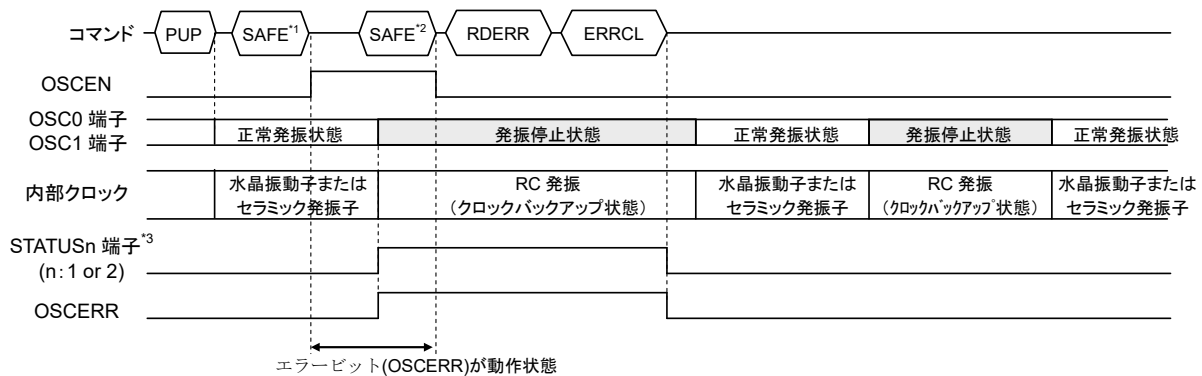 コマンド PUP SAFE*1 SAFE*2 RDERR ERRCL
OSCEN
OSC0 端子
OSC1 端子
正常発振状態 発振停止状態 正常発振状態 発振停止状態 正常発振状態
内部クロック
水晶振動子または RC 発振 水晶振動子または RC 発振 水晶振動子または
セラミック発振子 (クロックバックアップ状態) セラミック発振子 (ｸﾛｯｸﾊﾞｯｸｱｯﾌﾟ状態) セラミック発振子
STATUSn 端子*3
(n：1 or 2)
OSCERR
エラービット(OSCERR)が動作状態